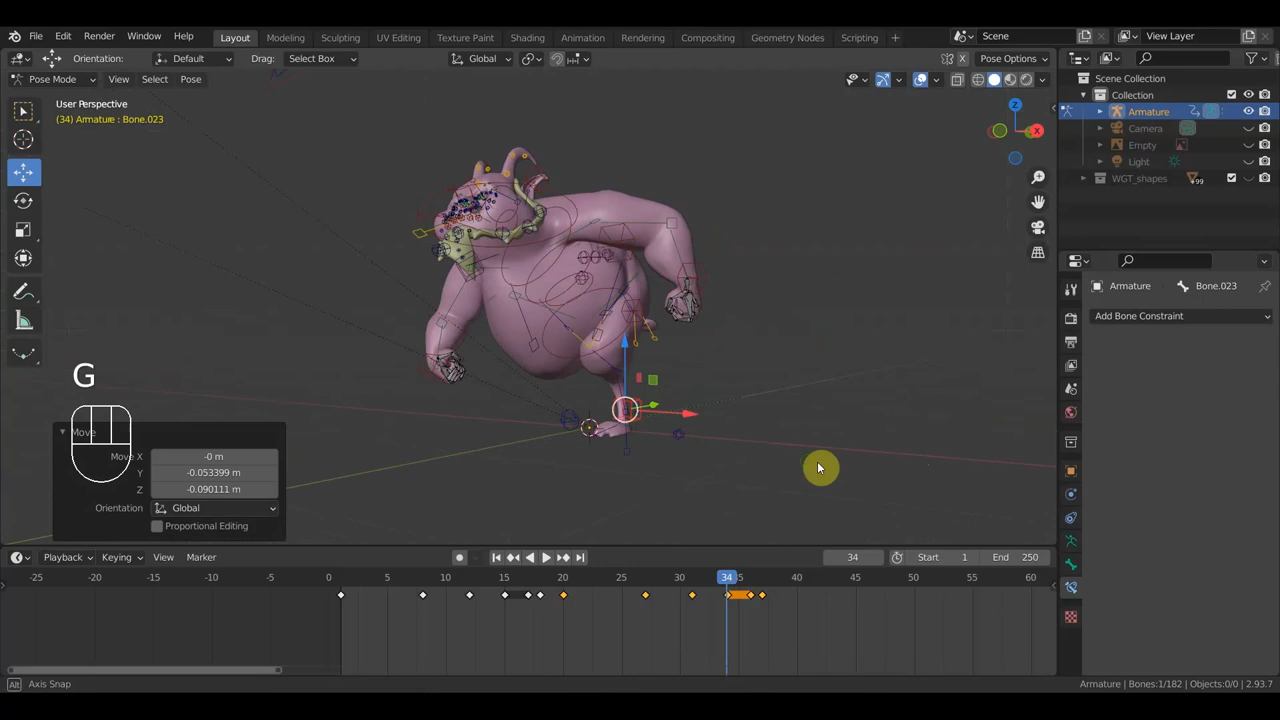 File Edit Render Window Help Layout Modeling Sculpting UV Editing Texture Paint Shading Animation Rendering Compositing Geometry Nodes Scripting + Scene View Layer
Orientation: Default Drag: Select Box Global Pose Options
Pose Mode View Select Pose
User Perspective
(34) Armature : Bone.023
Z
X
Scene Collection
Collection
Armature
Camera
Empty
Light
WGT_shapes 99
Armature Bone.023
Add Bone Constraint
G
Move
Move X -0 m
Y -0.053399 m
Z -0.090111 m
Orientation Global
Proportional Editing
Playback Keying View Marker 34 Start 1 End 250
-25 -20 -15 -10 -5 0 5 10 15 20 25 30 34 35 40 45 50 55 60
Alt Axis Snap Armature | Bones:1/182 | Objects:0/0 | 2.93.7